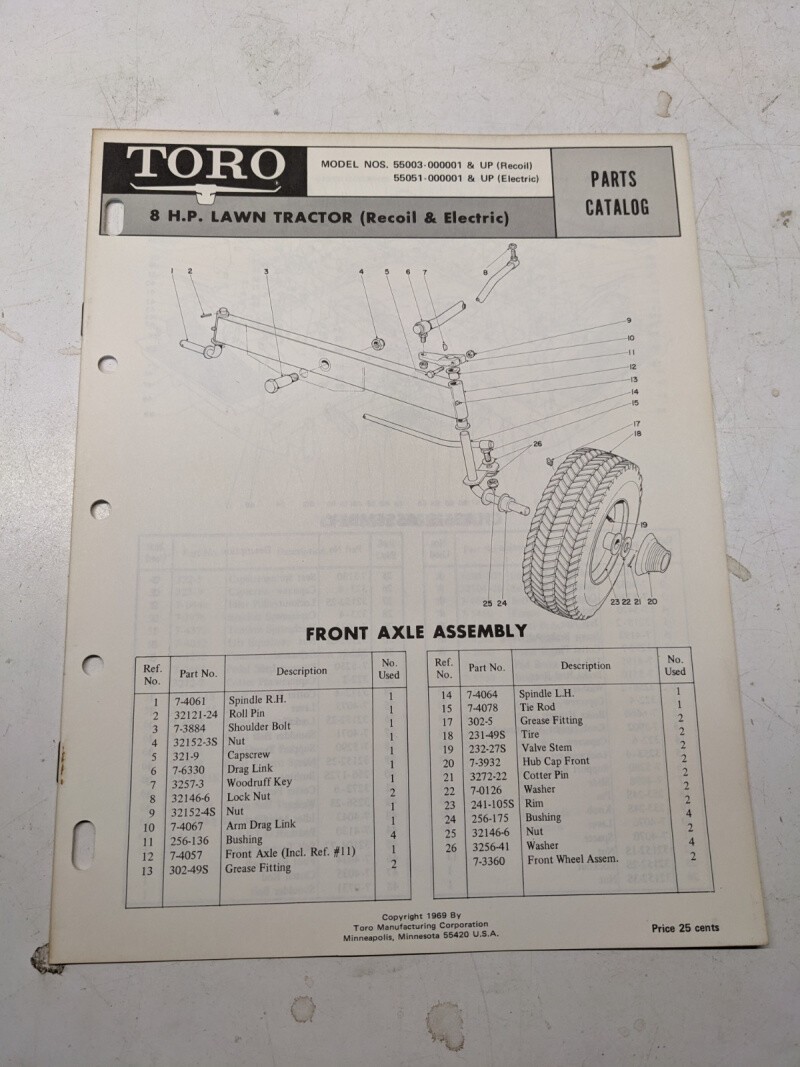 TORO
MODEL NOS. 55003-000001 & UP (Recoil)
55051-000001 & UP (Electric)
PARTS
CATALOG
8 H.P. LAWN TRACTOR (Recoil & Electric)
1 2 3 4 5 6 7 8
9
10
11
12
13
14
15
17
18
26
19
25 24
23 22 21 20
FRONT AXLE ASSEMBLY
Ref. No. Part No. Description No. Used
1 7-4061 Spindle R.H. 1
2 32121-24 Roll Pin 1
3 7-3884 Shoulder Bolt 1
4 32152-3S Nut 1
5 321-9 Capscrew 1
6 7-6330 Drag Link 1
7 3257-3 Woodruff Key 1
8 32146-6 Lock Nut 2
9 32152-4S Nut 1
10 7-4067 Arm Drag Link 1
11 256-136 Bushing 4
12 7-4057 Front Axle (Incl. Ref. #11) 1
13 302-49S Grease Fitting 2
Ref. No. Part No. Description No. Used
14 7-4064 Spindle L.H. 1
15 7-4078 Tie Rod 1
17 302-5 Grease Fitting 2
18 231-49S Tire 2
19 232-27S Valve Stem 2
20 7-3932 Hub Cap Front 2
21 3272-22 Cotter Pin 2
22 7-0126 Washer 2
23 241-105S Rim 2
24 256-175 Bushing 4
25 32146-6 Nut 2
26 3256-41 Washer 4
7-3360 Front Wheel Assem. 2
Copyright 1969 By
Toro Manufacturing Corporation
Minneapolis, Minnesota 55420 U.S.A.
Price 25 cents